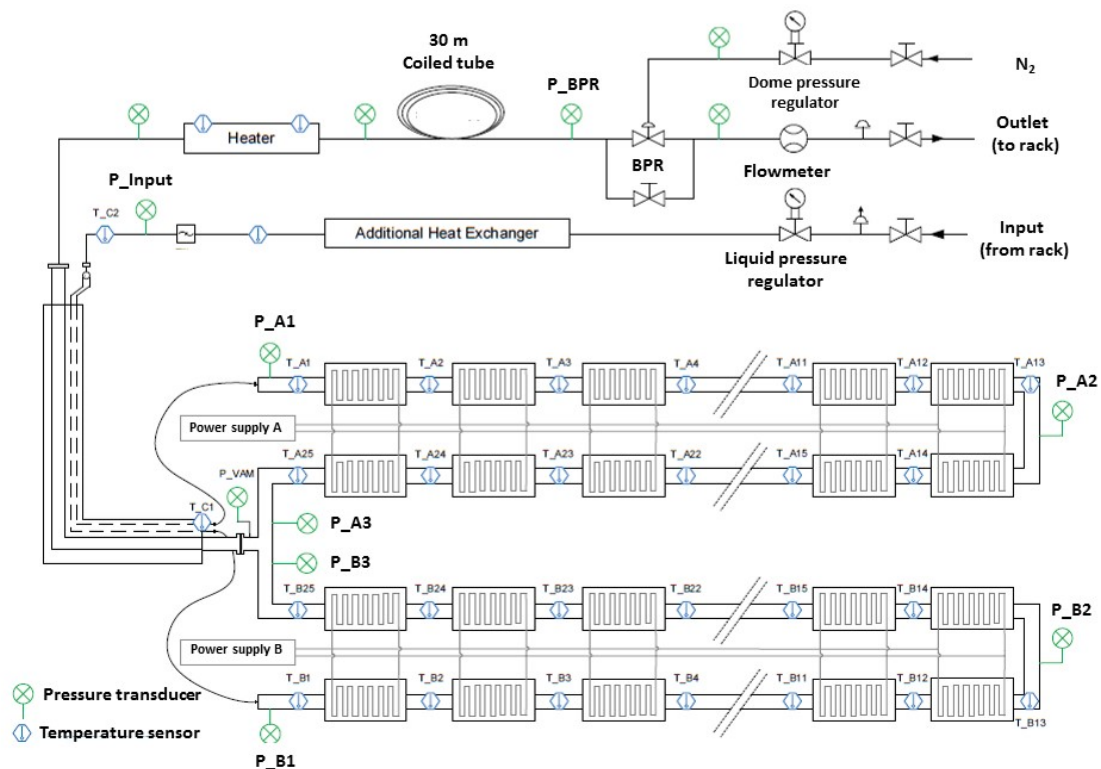 30 m
Coiled tube
P_BPR
Dome pressure
regulator
N₂
Heater
BPR
Flowmeter
Outlet
(to rack)
P_Input
T_C2
Additional Heat Exchanger
Liquid pressure
regulator
Input
(from rack)
P_A1
T_A1
T_A2
T_A3
T_A4
T_A11
T_A12
T_A13
P_A2
Power supply A
P_VAM
T_A25
T_A24
T_A23
T_A22
T_A15
T_A14
T_C1
P_A3
P_B3
T_B25
T_B24
T_B23
T_B22
T_B15
T_B14
P_B2
Power supply B
T_B1
T_B2
T_B3
T_B4
T_B11
T_B12
T_B13
Pressure transducer
Temperature sensor
P_B1